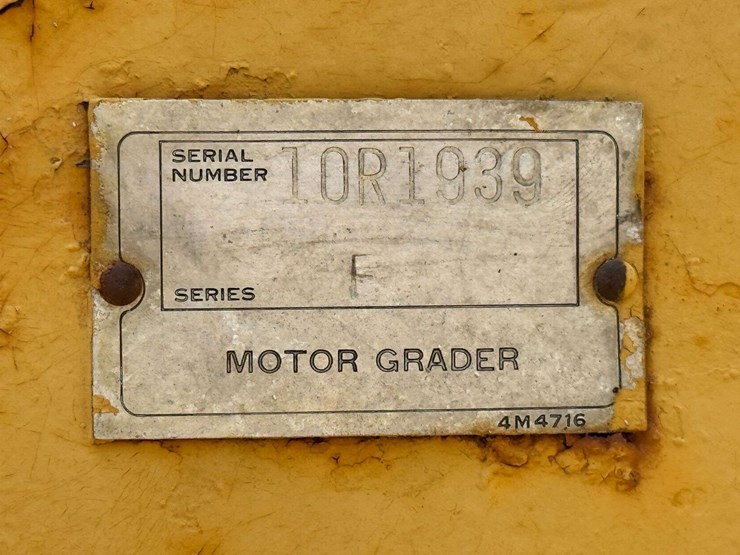 SERIAL NUMBER 10R1939
SERIES F
MOTOR GRADER
4M4716